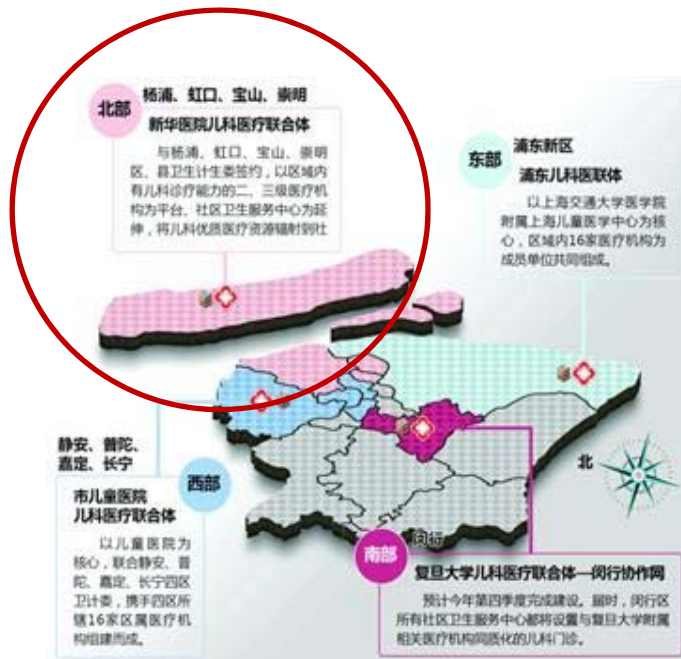 北部
杨浦、虹口、宝山、崇明
新华医院儿科医疗联合体
与杨浦、虹口、宝山、崇明
区、县卫生计生委签约，以区域内
有儿科诊疗能力的二、三级医疗机
构为平台、社区卫生服务中心为延
伸，将儿科优质医疗资源辐射到社
东部
浦东新区
浦东儿科医联体
以上海交通大学医学院
附属上海儿童医学中心为核
心，区域内16家医疗机构为
成员单位共同组成。
静安、普陀、
嘉定、长宁
西部
市儿童医院
儿科医疗联合体
以儿童医院为
核心，联合静安、普
陀、嘉定、长宁四区
卫计委，携手四区所
辖16家区属医疗机
构组建而成。
北
闵行
南部
复旦大学儿科医疗联合体—闵行协作网
预计今年第四季度完成建设。届时，闵行区
所有社区卫生服务中心都将设置与复旦大学附属
相关医疗机构同质化的儿科门诊。